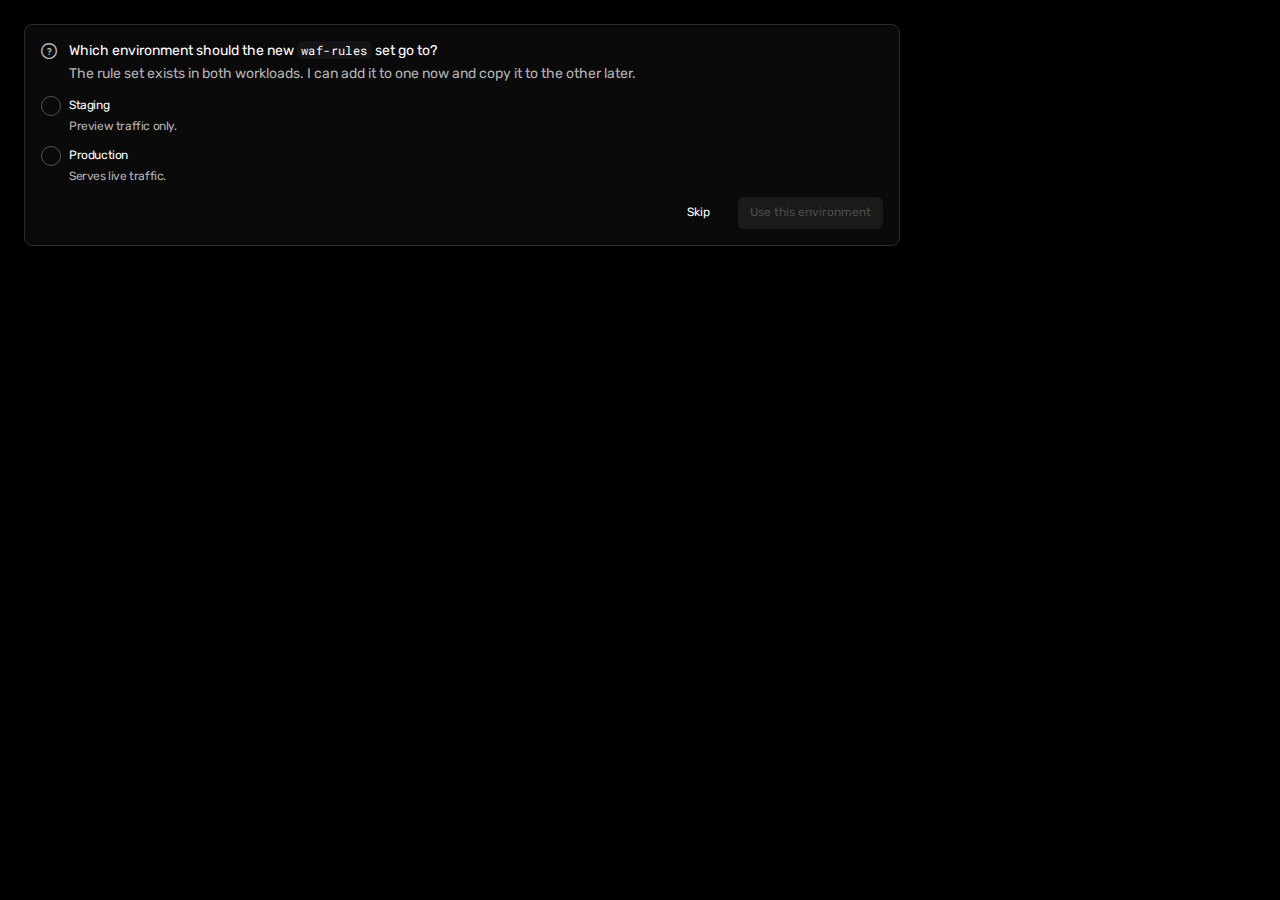 Which environment should the new waf-rules set go to?
The rule set exists in both workloads. I can add it to one now and copy it to the other later.
Staging
Preview traffic only.
Production
Serves live traffic.
Skip
Use this environment